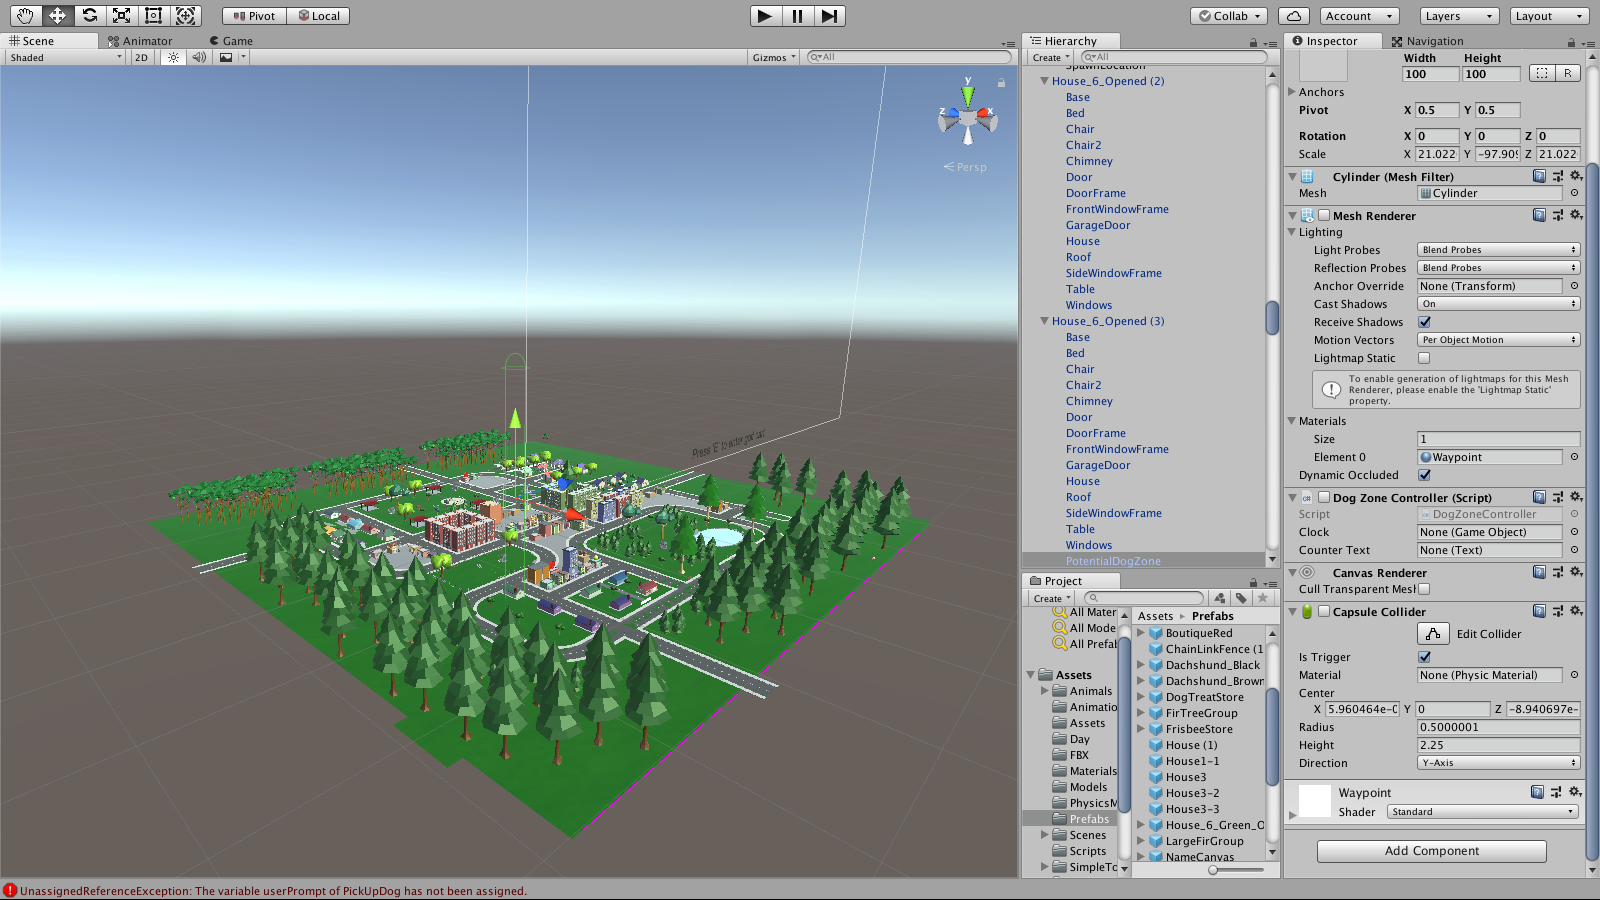 Pivot Local
Collab Account Layers Layout
Scene Animator Game
Shaded 2D Gizmos All
y
z x
Persp
Press 'E' to enter
Hierarchy
Create All
SpawnLocation
House_6_Opened (2)
Base
Bed
Chair
Chair2
Chimney
Door
DoorFrame
FrontWindowFrame
GarageDoor
House
Roof
SideWindowFrame
Table
Windows
House_6_Opened (3)
Base
Bed
Chair
Chair2
Chimney
Door
DoorFrame
FrontWindowFrame
GarageDoor
House
Roof
SideWindowFrame
Table
Windows
PotentialDogZone
Project
Create
All Mater
All Mode
All Prefab
Assets
Animals
Animatio
Assets
Day
FBX
Materials
Models
PhysicsM
Prefabs
Scenes
Scripts
SimpleTo
Assets Prefabs
BoutiqueRed
ChainLinkFence (1
Dachshund_Black
Dachshund_Brown
DogTreatStore
FirTreeGroup
FrisbeeStore
House (1)
House1-1
House3
House3-2
House3-3
House_6_Green_O
LargeFirGroup
NameCanvas
Inspector Navigation
Width Height
100 100 R
Anchors
Pivot X 0.5 Y 0.5
Rotation X 0 Y 0 Z 0
Scale X 21.022 Y -97.909 Z 21.022
Cylinder (Mesh Filter)
Mesh Cylinder
Mesh Renderer
Lighting
Light Probes Blend Probes
Reflection Probes Blend Probes
Anchor Override None (Transform)
Cast Shadows On
Receive Shadows
Motion Vectors Per Object Motion
Lightmap Static
To enable generation of lightmaps for this Mesh
Renderer, please enable the 'Lightmap Static'
property.
Materials
Size 1
Element 0 Waypoint
Dynamic Occluded
Dog Zone Controller (Script)
Script DogZoneController
Clock None (Game Object)
Counter Text None (Text)
Canvas Renderer
Cull Transparent Mesl
Capsule Collider
Edit Collider
Is Trigger
Material None (Physic Material)
Center
X 5.960464e-0 Y 0 Z -8.940697e-
Radius 0.5000001
Height 2.25
Direction Y-Axis
Waypoint
Shader Standard
Add Component
UnassignedReferenceException: The variable userPrompt of PickUpDog has not been assigned.